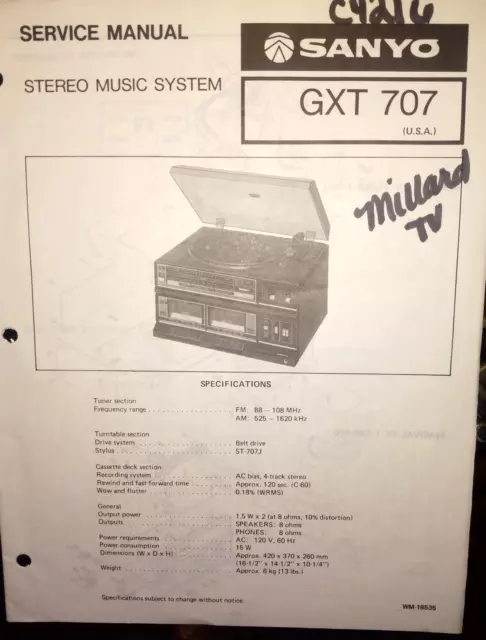 C4216
SERVICE MANUAL
SANYO
STEREO MUSIC SYSTEM
GXT 707
(U.S.A.)
Millard
TV
SPECIFICATIONS
Tuner section
Frequency range . . . . . . . . . . . . . . . . . . . FM: 88 – 108 MHz
AM: 525 – 1620 kHz
Turntable section
Drive system . . . . . . . . . . . . . . . . . . . . . . Belt drive
Stylus . . . . . . . . . . . . . . . . . . . . . . . . . . . ST-707J
Cassette deck section
Recording system . . . . . . . . . . . . . . . . . . AC bias, 4-track stereo
Rewind and fast forward time . . . . . . . . . . Approx. 120 sec. (C-60)
Wow and flutter . . . . . . . . . . . . . . . . . . . . 0.18% (WRMS)
General
Output power . . . . . . . . . . . . . . . . . . . . . 1.5 W x 2 (at 8 ohms, 10% distortion)
Outputs . . . . . . . . . . . . . . . . . . . . . . . . . SPEAKERS: 8 ohms
PHONES: 8 ohms
Power requirements . . . . . . . . . . . . . . . . . AC: 120 V, 60 Hz
Power consumption . . . . . . . . . . . . . . . . . 15 W
Dimensions (W x D x H) . . . . . . . . . . . . . . Approx. 420 x 370 x 260 mm
(16-1/2" x 14-1/2" x 10-1/4")
Weight . . . . . . . . . . . . . . . . . . . . . . . . . . Approx. 6 kg (13 lbs.)
Specifications subject to change without notice.
WM-16535